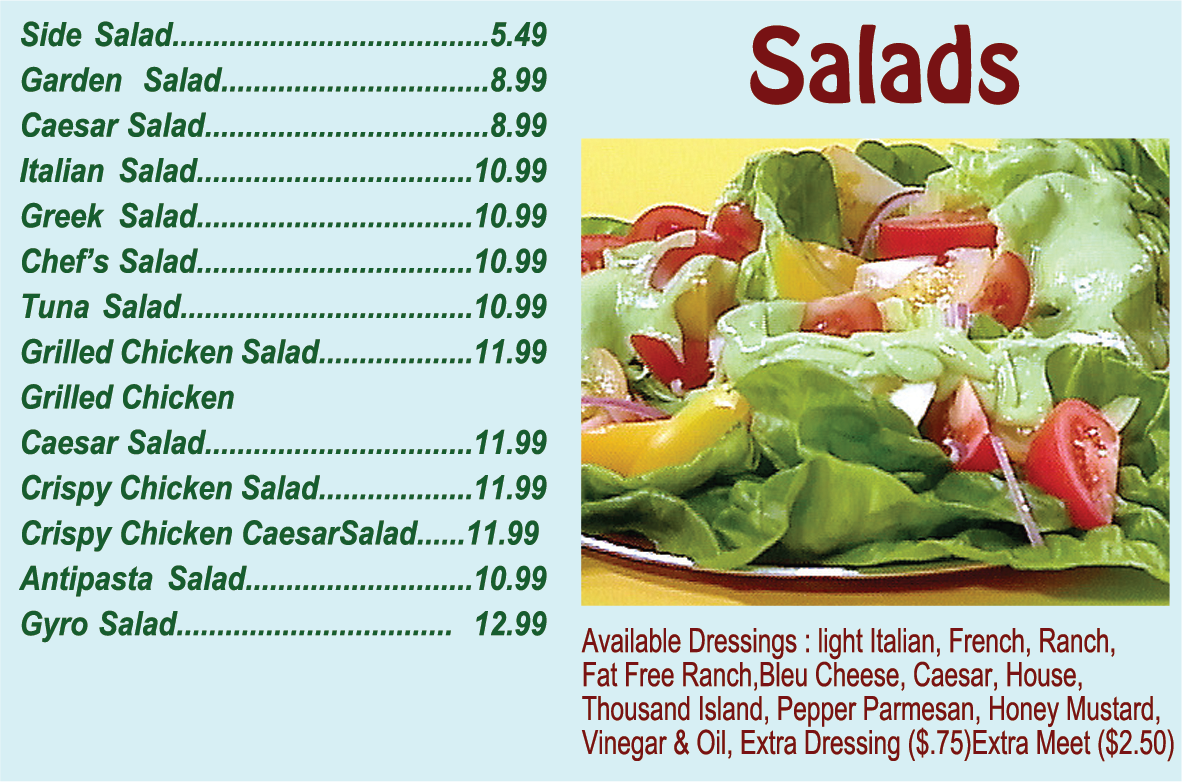 Side Salad.......................................5.49
Garden Salad.................................8.99
Caesar Salad...................................8.99
Italian Salad..................................10.99
Greek Salad..................................10.99
Chef’s Salad..................................10.99
Tuna Salad....................................10.99
Grilled Chicken Salad...................11.99
Grilled Chicken
Caesar Salad.................................11.99
Crispy Chicken Salad...................11.99
Crispy Chicken CaesarSalad......11.99
Antipasta Salad............................10.99
Gyro Salad.................................. 12.99
Salads
Available Dressings : light Italian, French, Ranch,
Fat Free Ranch,Bleu Cheese, Caesar, House,
Thousand Island, Pepper Parmesan, Honey Mustard,
Vinegar & Oil, Extra Dressing ($.75)Extra Meet ($2.50)